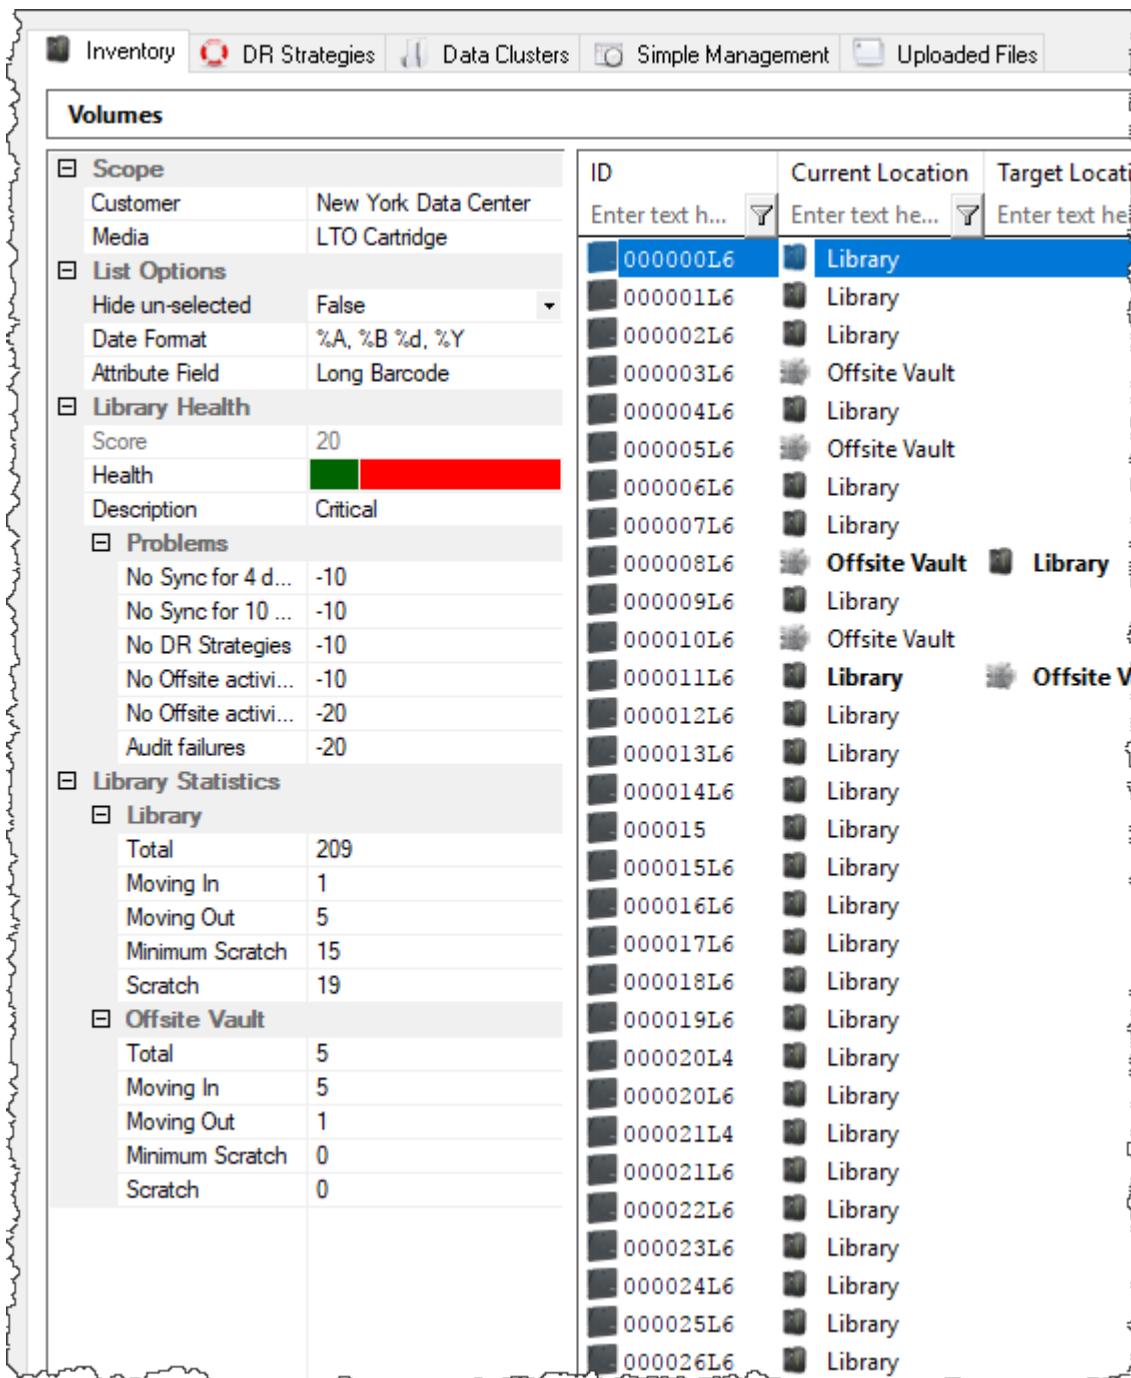 Inventory DR Strategies Data Clusters Simple Management Uploaded Files
Volumes
Scope
Customer New York Data Center
Media LTO Cartridge
List Options
Hide un-selected False
Date Format %A, %B %d, %Y
Attribute Field Long Barcode
Library Health
Score 20
Health
Description Critical
Problems
No Sync for 4 d... -10
No Sync for 10 ... -10
No DR Strategies -10
No Offsite activi... -10
No Offsite activi... -20
Audit failures -20
Library Statistics
Library
Total 209
Moving In 1
Moving Out 5
Minimum Scratch 15
Scratch 19
Offsite Vault
Total 5
Moving In 5
Moving Out 1
Minimum Scratch 0
Scratch 0
ID Current Location Target Locati
Enter text h... Enter text he... Enter text he
000000L6 Library
000001L6 Library
000002L6 Library
000003L6 Offsite Vault
000004L6 Library
000005L6 Offsite Vault
000006L6 Library
000007L6 Library
000008L6 Offsite Vault Library
000009L6 Library
000010L6 Offsite Vault
000011L6 Library Offsite V
000012L6 Library
000013L6 Library
000014L6 Library
000015 Library
000015L6 Library
000016L6 Library
000017L6 Library
000018L6 Library
000019L6 Library
000020L4 Library
000020L6 Library
000021L4 Library
000021L6 Library
000022L6 Library
000023L6 Library
000024L6 Library
000025L6 Library
000026L6 Library